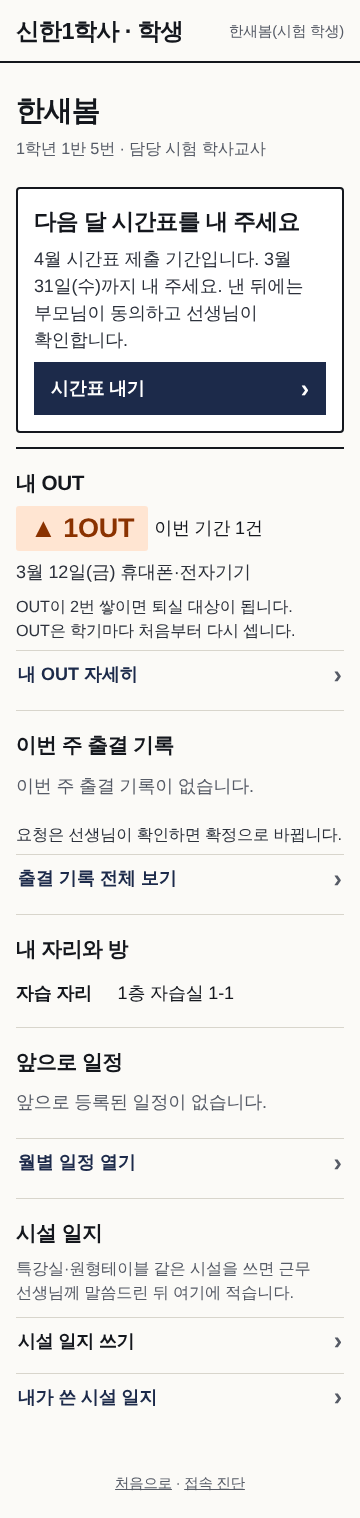 신한1학사 · 학생
한새봄(시험 학생)
한새봄
1학년 1반 5번 · 담당 시험 학사교사
다음 달 시간표를 내 주세요
4월 시간표 제출 기간입니다. 3월
31일(수)까지 내 주세요. 낸 뒤에는
부모님이 동의하고 선생님이
확인합니다.
시간표 내기 ›
내 OUT
▲ 1OUT 이번 기간 1건
3월 12일(금) 휴대폰·전자기기
OUT이 2번 쌓이면 퇴실 대상이 됩니다.
OUT은 학기마다 처음부터 다시 셉니다.
내 OUT 자세히 ›
이번 주 출결 기록
이번 주 출결 기록이 없습니다.
요청은 선생님이 확인하면 확정으로 바뀝니다.
출결 기록 전체 보기 ›
내 자리와 방
자습 자리 1층 자습실 1-1
앞으로 일정
앞으로 등록된 일정이 없습니다.
월별 일정 열기 ›
시설 일지
특강실·원형테이블 같은 시설을 쓰면 근무
선생님께 말씀드린 뒤 여기에 적습니다.
시설 일지 쓰기 ›
내가 쓴 시설 일지 ›
처음으로 · 접속 진단